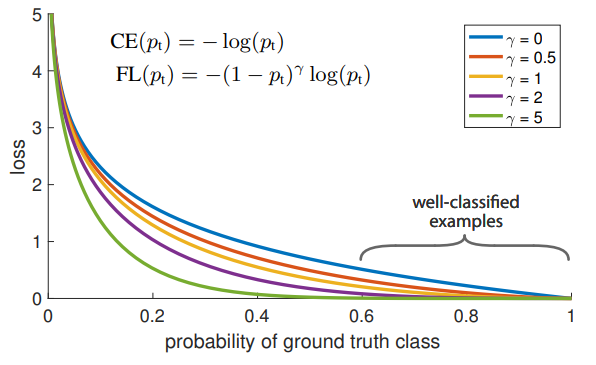 CE(pt) = − log(pt)
FL(pt) = −(1 − pt)^γ log(pt)
γ = 0
γ = 0.5
γ = 1
γ = 2
γ = 5
well-classified
examples
5
4
3
2
1
0
loss
0
0.2
0.4
0.6
0.8
1
probability of ground truth class